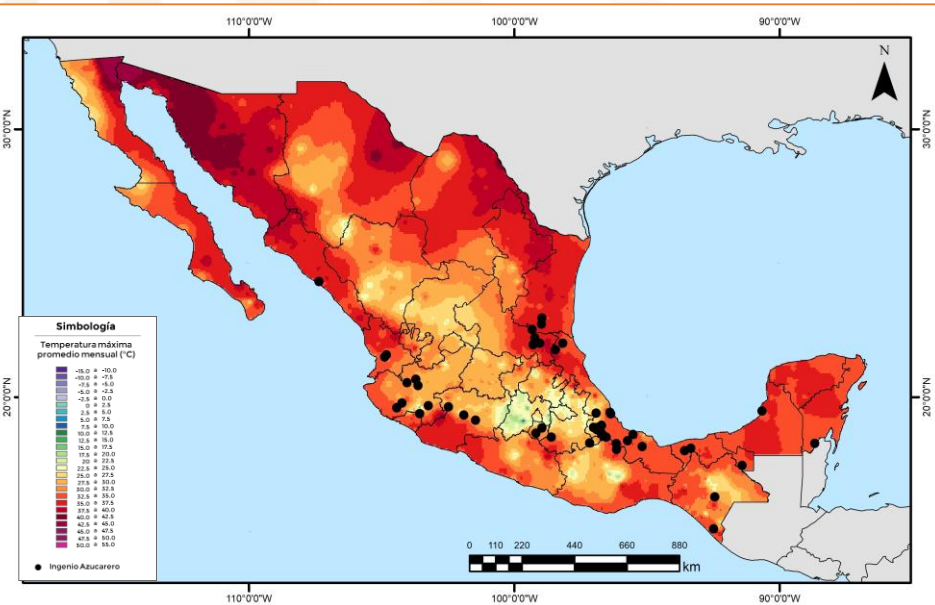 110°0'0"W 100°0'0"W 90°0'0"W
N
30°0'0"N 30°0'0"N
20°0'0"N 20°0'0"N
Simbología
Temperatura máxima
promedio mensual (°C)
-15.0 a -10.0
-10.0 a -7.5
-7.5 a -5.0
-5.0 a -2.5
-2.5 a 0.0
0 a 2.5
2.5 a 5.0
5.0 a 7.5
7.5 a 10.0
10.0 a 12.5
12.5 a 15.0
15.0 a 17.5
17.5 a 20.0
20 a 22.5
22.5 a 25.0
25.0 a 27.5
27.5 a 30.0
30.0 a 32.5
32.5 a 35.0
35.0 a 37.5
37.5 a 40.0
40.0 a 42.5
42.5 a 45.0
45.0 a 47.5
47.5 a 50.0
50.0 a 55.0
Ingenio Azucarero
0 110 220 440 660 880
km
110°0'0"W 100°0'0"W 90°0'0"W